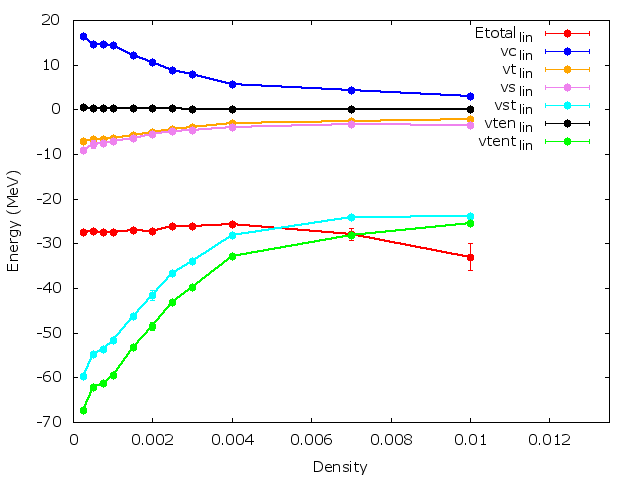 20
10
0
-10
-20
-30
-40
-50
-60
-70
Energy (MeV)
Etotal lin
vc lin
vt lin
vs lin
vst lin
vten lin
vtent lin
0 0.002 0.004 0.006 0.008 0.01 0.012
Density